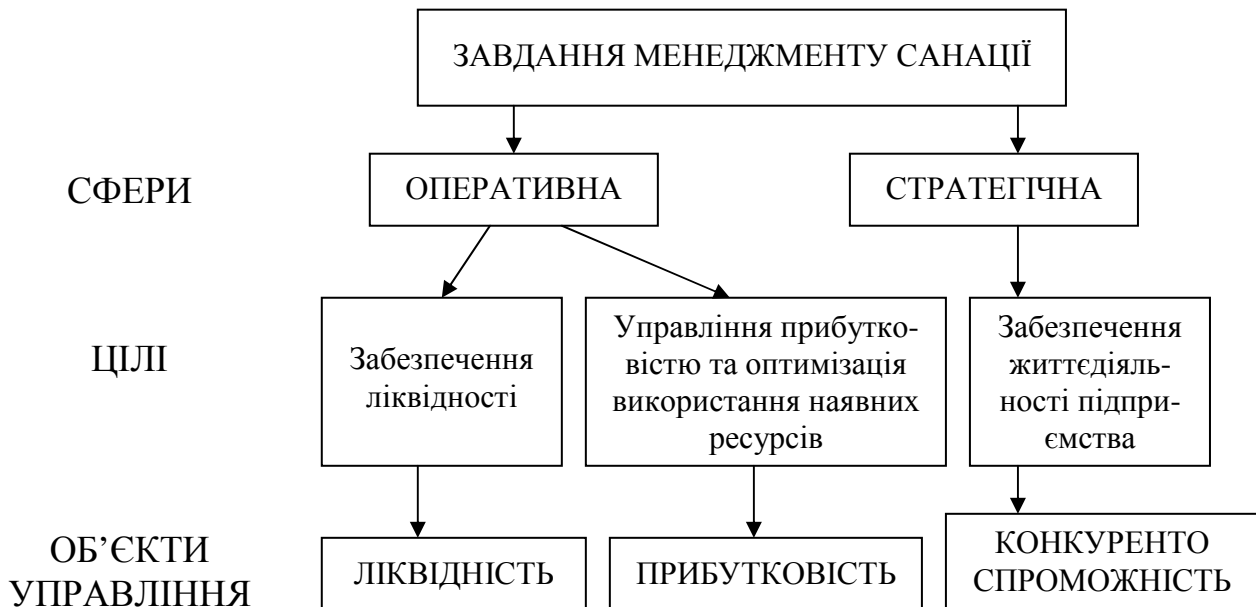 ЗАВДАННЯ МЕНЕДЖМЕНТУ САНАЦІЇ
СФЕРИ
ОПЕРАТИВНА
СТРАТЕГІЧНА
ЦІЛІ
Забезпечення
ліквідності
Управління прибутко-
вістю та оптимізація
використання наявних
ресурсів
Забезпечення
життєдіяль-
ності підпри-
ємства
ОБ’ЄКТИ
УПРАВЛІННЯ
ЛІКВІДНІСТЬ
ПРИБУТКОВІСТЬ
КОНКУРЕНТО
СПРОМОЖНІСТЬ